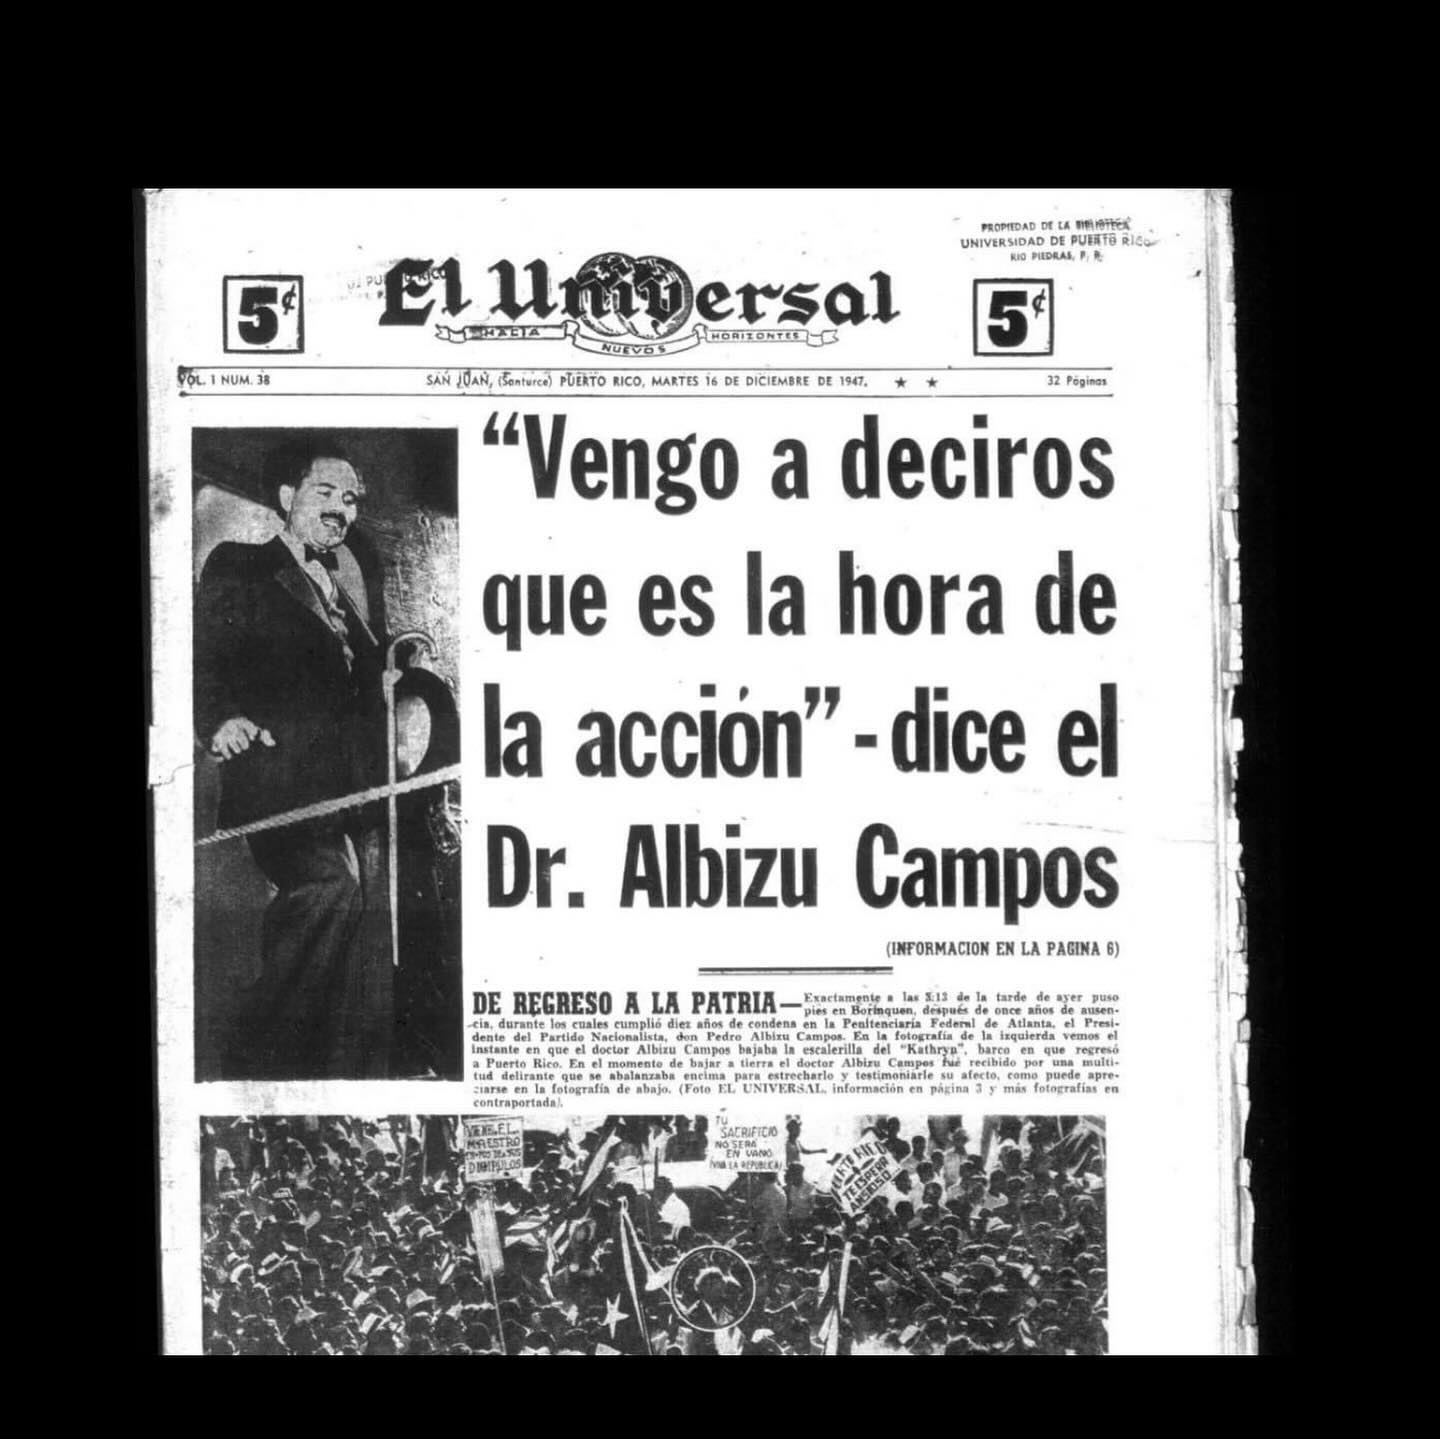 PROPIEDAD DE LA BIBLIOTECA
UNIVERSIDAD DE PUERTO RICO
RIO PIEDRAS, P. R.
5¢
El Universal
5¢
HACIA NUEVOS HORIZONTES
VOL. 1 NUM. 38 SAN JUAN, (Santurce) PUERTO RICO, MARTES 16 DE DICIEMBRE DE 1947. ★ ★ 32 Páginas
“Vengo a deciros
que es la hora de
la acción” - dice el
Dr. Albizu Campos
(INFORMACION EN LA PAGINA 6)
DE REGRESO A LA PATRIA— Exactamente a las 3:13 de la tarde de ayer puso
pies en Borinquen, después de once años de ausen-
cia, durante los cuales cumplió diez años de condena en la Penitenciaría Federal de Atlanta, el Presi-
dente del Partido Nacionalista, don Pedro Albizu Campos. En la fotografía de la izquierda vemos el
instante en que el doctor Albizu Campos bajaba la escalerilla del “Kathryn”, barco en que regresó
a Puerto Rico. En el momento de bajar a tierra el doctor Albizu Campos fué recibido por una multi-
tud delirante que se abalanzaba encima para estrecharlo y testimoniarle su afecto, como puede apre-
ciarse en la fotografía de abajo. (Foto EL UNIVERSAL, información en página 3 y más fotografías en
contraportada).
VIENE EL
MAESTRO
TU
SACRIFICIO
NO SERA
EN VANO
¡VIVA LA REPUBLICA!
PUERTO RICO
TE ESPERA
ANSIOSO